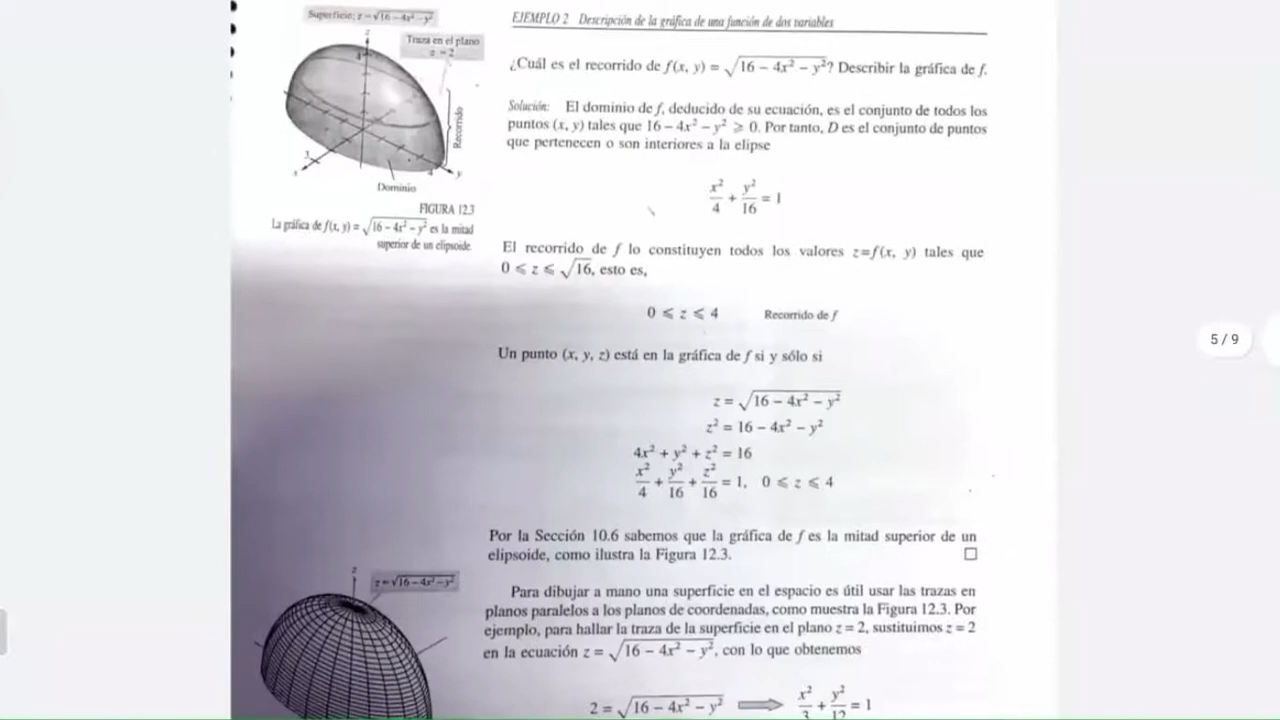 Superficie: z = √16 − 4x² − y²
Traza en el plano
z = 2
Recorrido
Dominio
FIGURA 12.3
La gráfica de f(x, y) = √16 − 4x² − y² es la mitad
superior de un elipsoide.
EJEMPLO 2 Descripción de la gráfica de una función de dos variables
¿Cuál es el recorrido de f(x, y) = √16 − 4x² − y²? Describir la gráfica de f.
Solución: El dominio de f, deducido de su ecuación, es el conjunto de todos los
puntos (x, y) tales que 16 − 4x² − y² ⩾ 0. Por tanto, D es el conjunto de puntos
que pertenecen o son interiores a la elipse
x²/4 + y²/16 = 1
El recorrido de f lo constituyen todos los valores z=f(x, y) tales que
0 ⩽ z ⩽ √16, esto es,
0 ⩽ z ⩽ 4 Recorrido de f
Un punto (x, y, z) está en la gráfica de f si y sólo si
z = √16 − 4x² − y²
z² = 16 − 4x² − y²
4x² + y² + z² = 16
x²/4 + y²/16 + z²/16 = 1, 0 ⩽ z ⩽ 4
Por la Sección 10.6 sabemos que la gráfica de f es la mitad superior de un
elipsoide, como ilustra la Figura 12.3.
Para dibujar a mano una superficie en el espacio es útil usar las trazas en
planos paralelos a los planos de coordenadas, como muestra la Figura 12.3. Por
ejemplo, para hallar la traza de la superficie en el plano z = 2, sustituimos z = 2
en la ecuación z = √16 − 4x² − y², con lo que obtenemos
2 = √16 − 4x² − y² ⟹ x²/3 + y²/12 = 1
z
z = √16 − 4x² − y²
5 / 9